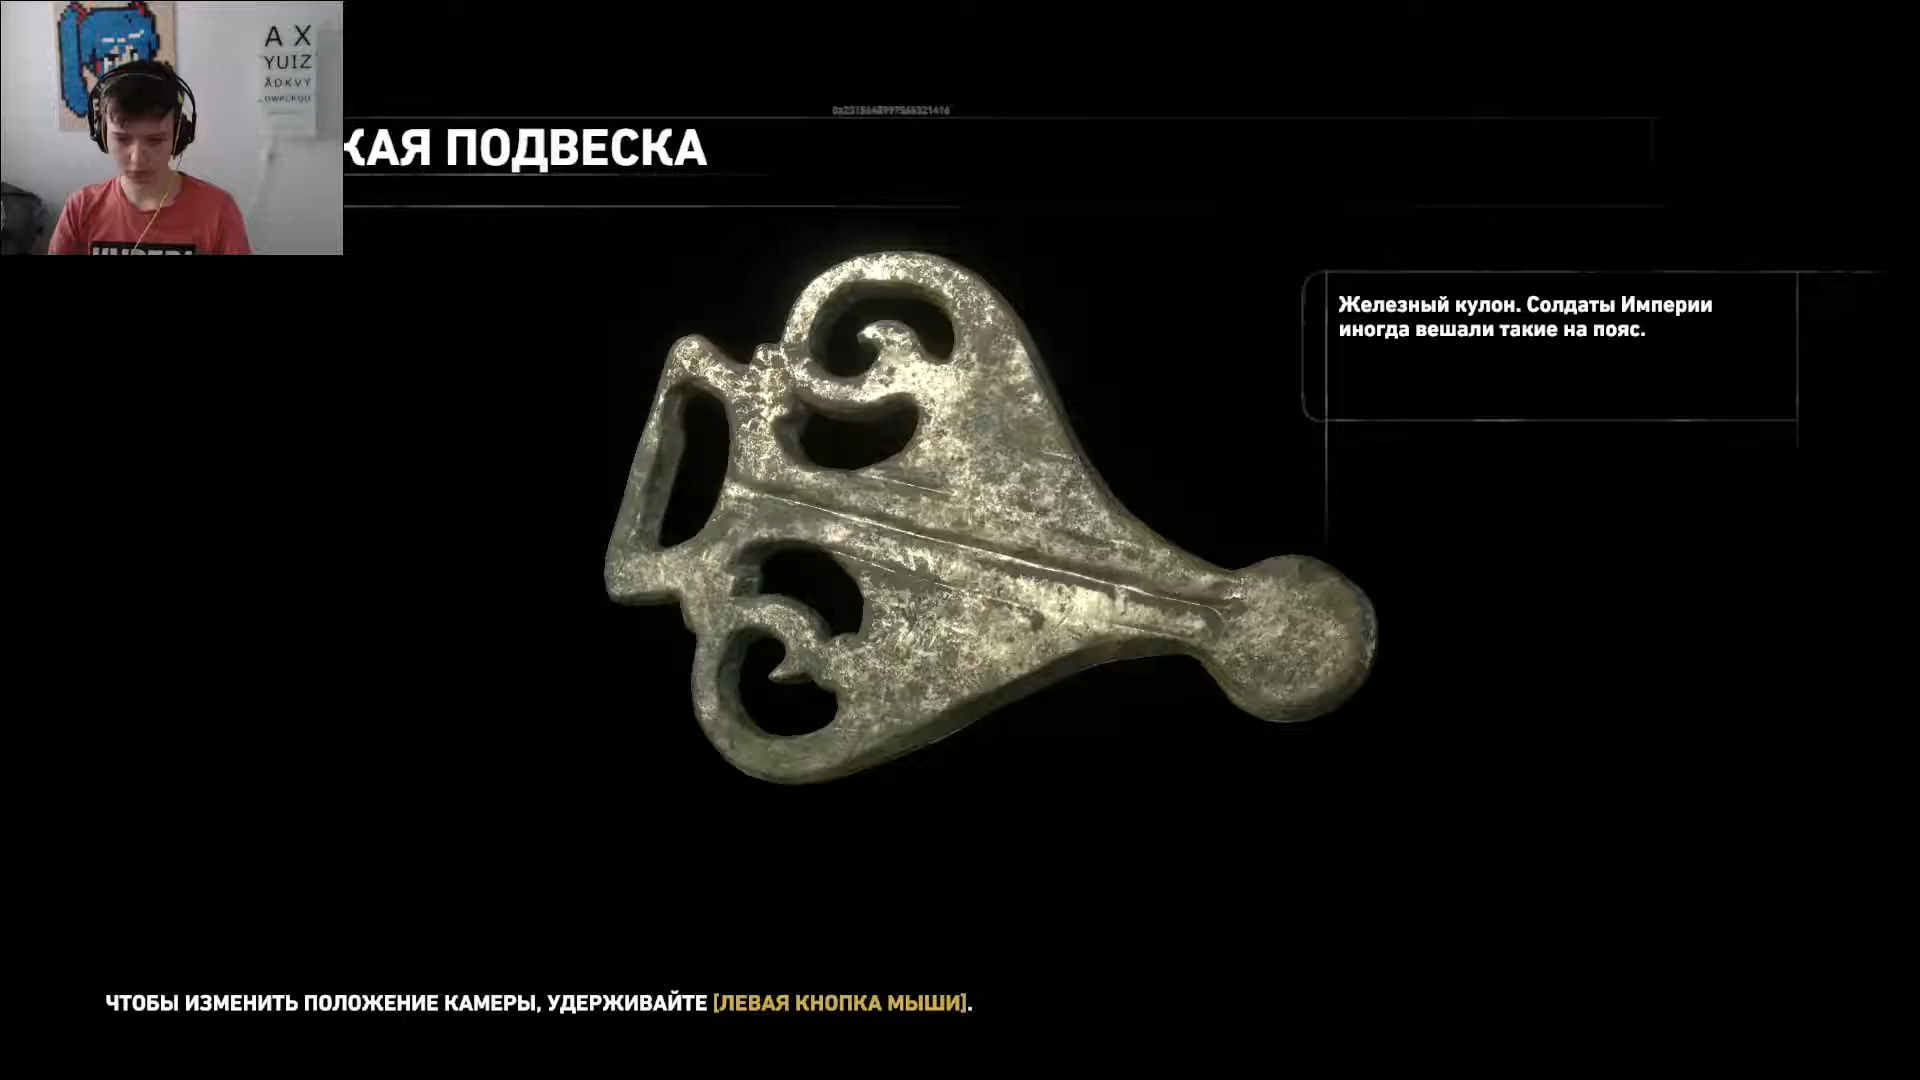 A X
YUIZ
КАЯ ПОДВЕСКА
Железный кулон. Солдаты Империи
иногда вешали такие на пояс.
ЧТОБЫ ИЗМЕНИТЬ ПОЛОЖЕНИЕ КАМЕРЫ, УДЕРЖИВАЙТЕ [ЛЕВАЯ КНОПКА МЫШИ].